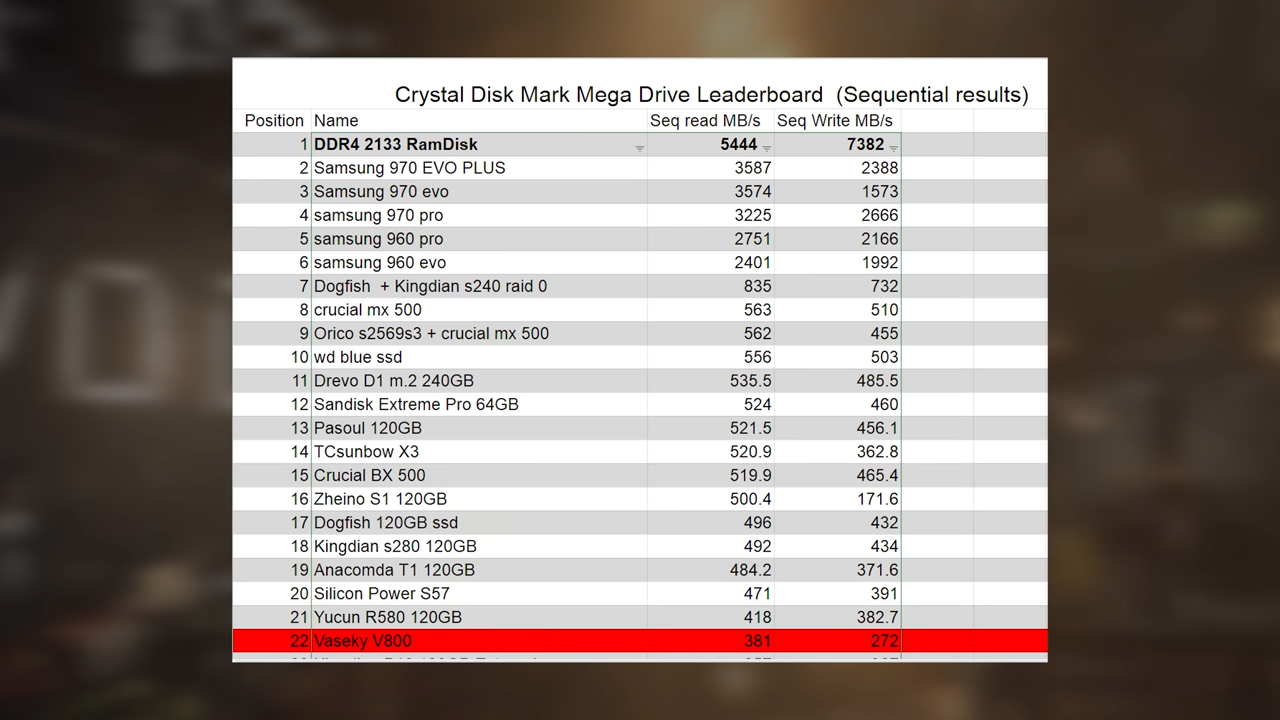 Crystal Disk Mark Mega Drive Leaderboard (Sequential results)
Position Name Seq read MB/s Seq Write MB/s
1 DDR4 2133 RamDisk 5444 7382
2 Samsung 970 EVO PLUS 3587 2388
3 Samsung 970 evo 3574 1573
4 samsung 970 pro 3225 2666
5 samsung 960 pro 2751 2166
6 samsung 960 evo 2401 1992
7 Dogfish + Kingdian s240 raid 0 835 732
8 crucial mx 500 563 510
9 Orico s2569s3 + crucial mx 500 562 455
10 wd blue ssd 556 503
11 Drevo D1 m.2 240GB 535.5 485.5
12 Sandisk Extreme Pro 64GB 524 460
13 Pasoul 120GB 521.5 456.1
14 TCsunbow X3 520.9 362.8
15 Crucial BX 500 519.9 465.4
16 Zheino S1 120GB 500.4 171.6
17 Dogfish 120GB ssd 496 432
18 Kingdian s280 120GB 492 434
19 Anacomda T1 120GB 484.2 371.6
20 Silicon Power S57 471 391
21 Yucun R580 120GB 418 382.7
22 Vaseky V800 381 272